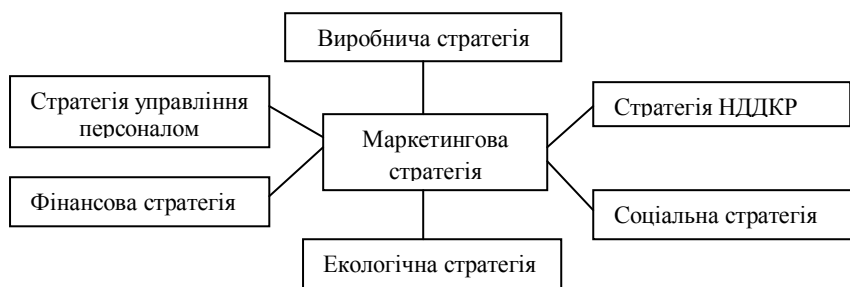 Виробнича стратегія
Стратегія управління
персоналом
Стратегія НДДКР
Маркетингова
стратегія
Фінансова стратегія
Соціальна стратегія
Екологічна стратегія